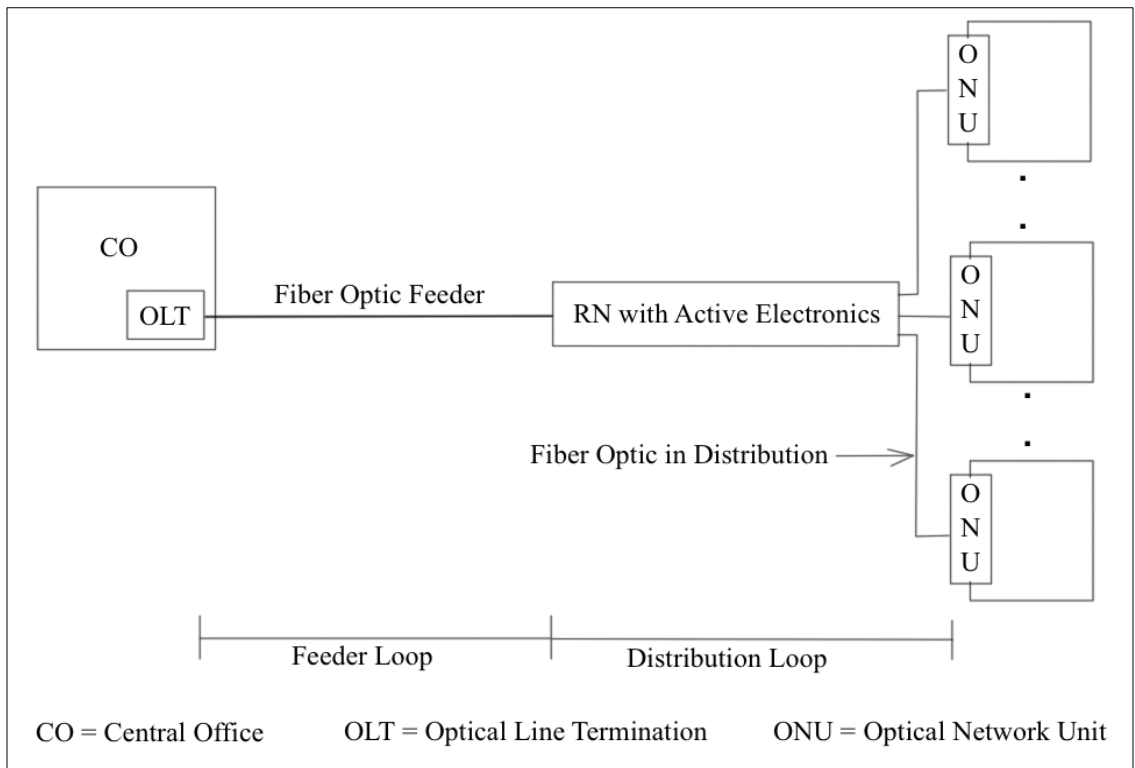 O
N
U
CO
OLT
Fiber Optic Feeder
RN with Active Electronics
O
N
U
Fiber Optic in Distribution
O
N
U
Feeder Loop
Distribution Loop
CO = Central Office
OLT = Optical Line Termination
ONU = Optical Network Unit